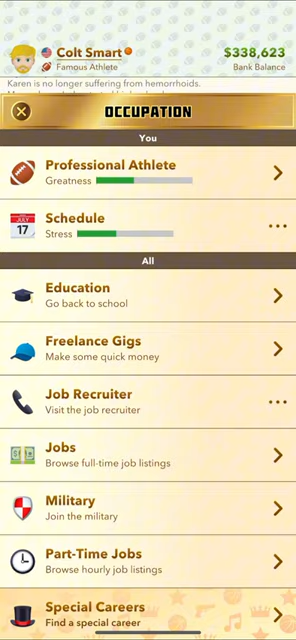 Colt Smart
$338,623
Famous Athlete
Bank Balance
Karen is no longer suffering from hemorrhoids.
OCCUPATION
You
Professional Athlete
Greatness
JULY
17
Schedule
Stress
All
Education
Go back to school
Freelance Gigs
Make some quick money
Job Recruiter
Visit the job recruiter
Jobs
Browse full-time job listings
Military
Join the military
Part-Time Jobs
Browse hourly job listings
Special Careers
Find a special career